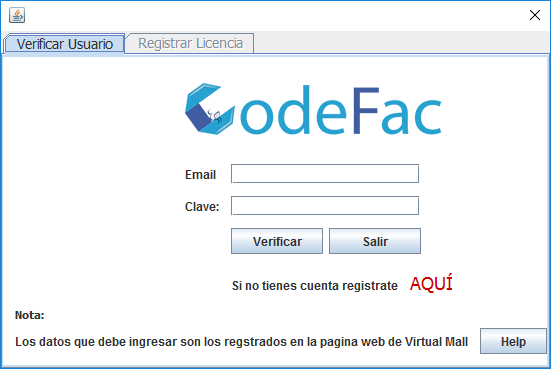 Verificar Usuario
Registrar Licencia
CodeFac
Email
Clave:
Verificar
Salir
Si no tienes cuenta registrate AQUÍ
Nota:
Los datos que debe ingresar son los regstrados en la pagina web de Virtual Mall
Help